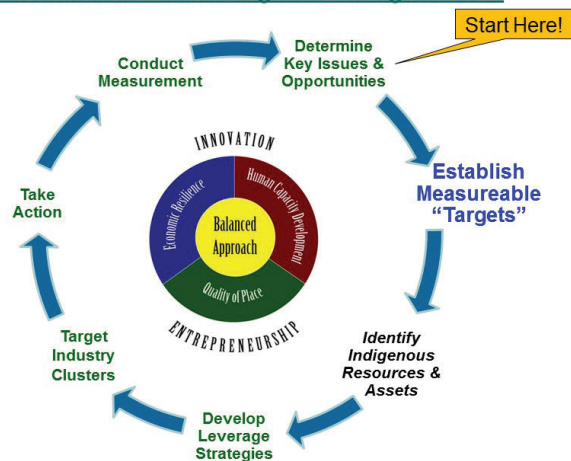 Start Here!
Determine
Key Issues &
Opportunities
Establish
Measureable
“Targets”
Identify
Indigenous
Resources &
Assets
Develop
Leverage
Strategies
Target
Industry
Clusters
Take
Action
Conduct
Measurement
INNOVATION
Economic Resilience
Human Capacity Development
Balanced
Approach
Quality of Place
ENTREPRENEURSHIP